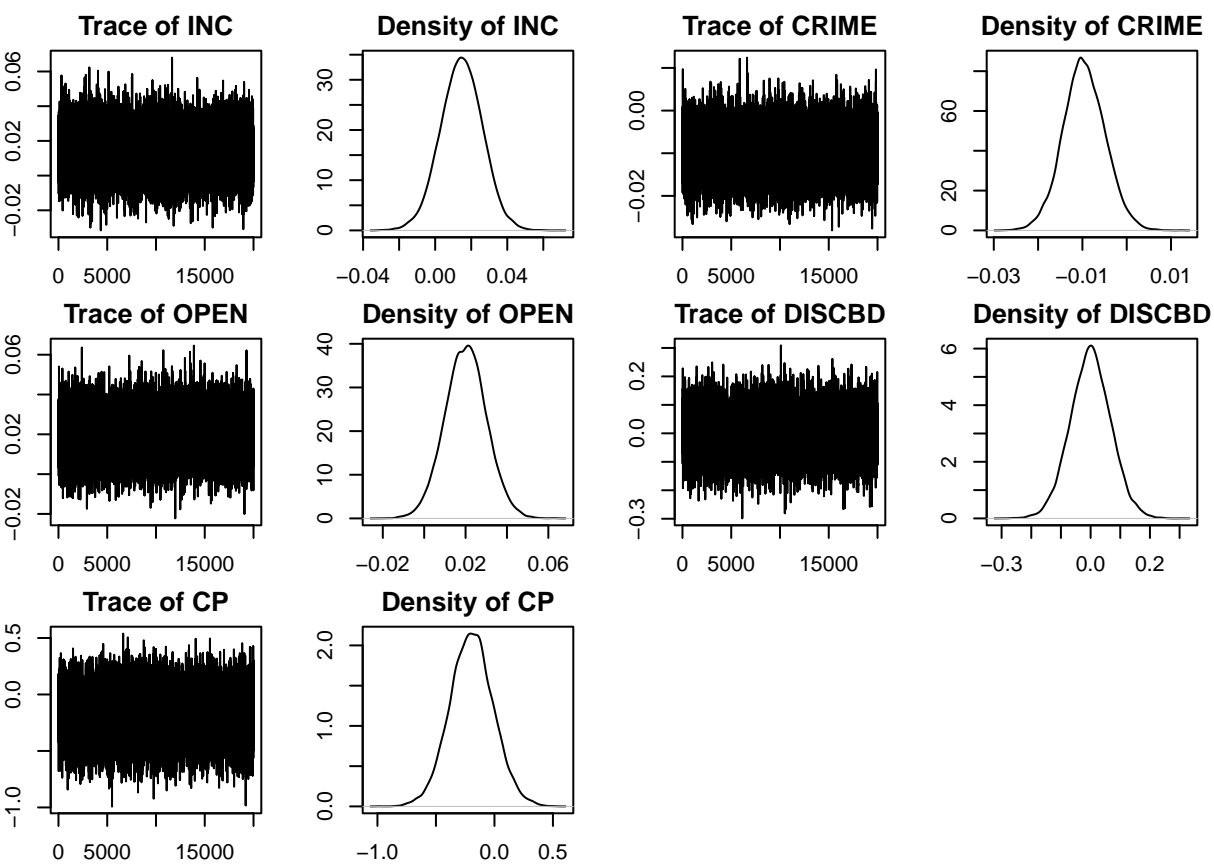 Trace of INC
0.06
0.02
−0.02
0 5000 15000
Density of INC
30
20
10
0
−0.04 0.00 0.04
Trace of CRIME
0.00
−0.02
0 5000 15000
Density of CRIME
60
20
0
−0.03 −0.01 0.01
Trace of OPEN
0.06
0.02
−0.02
0 5000 15000
Density of OPEN
40
30
20
10
0
−0.02 0.02 0.06
Trace of DISCBD
0.2
0.0
−0.3
0 5000 15000
Density of DISCBD
6
4
2
0
−0.3 0.0 0.2
Trace of CP
0.5
0.0
−1.0
0 5000 15000
Density of CP
2.0
1.0
0.0
−1.0 0.0 0.5